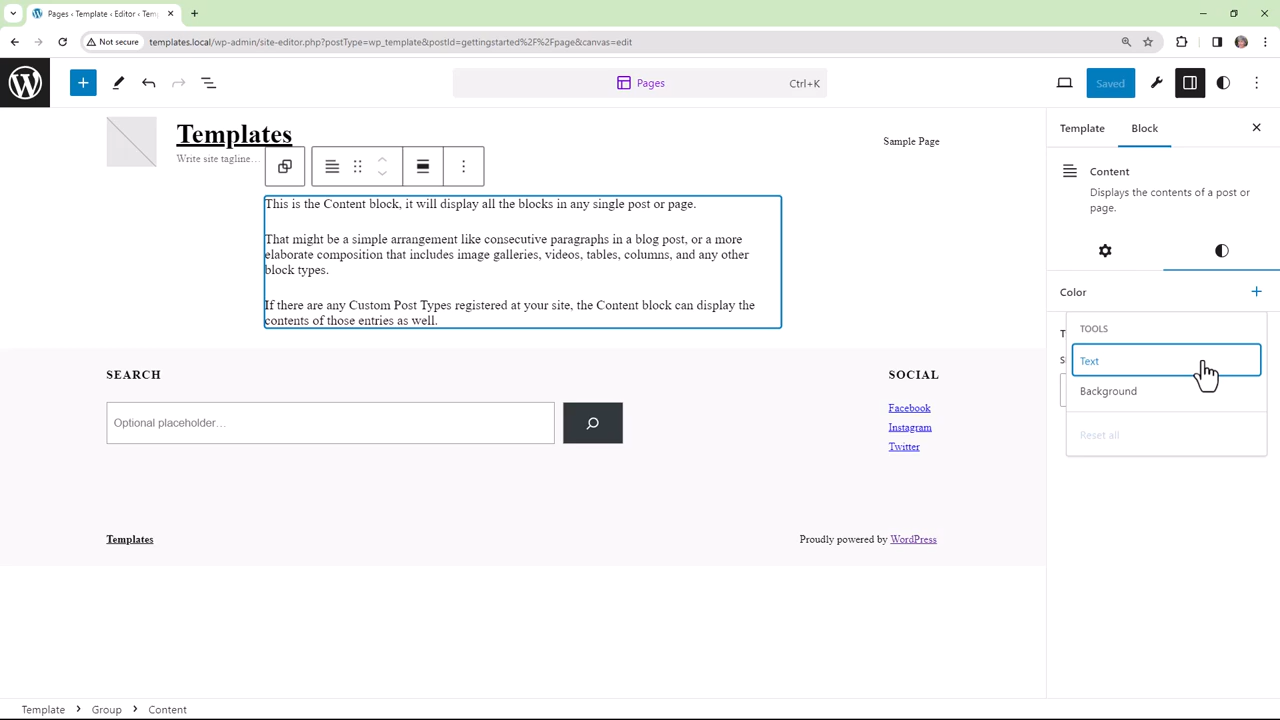 Pages ‹ Template ‹ Editor ‹ Tem
Not secure
templates.local/wp-admin/site-editor.php?postType=wp_template&postId=gettingstarted%2F%2Fpage&canvas=edit
Pages
Ctrl+K
Saved
Templates
Write site tagline…
Sample Page
This is the Content block, it will display all the blocks in any single post or page.
That might be a simple arrangement like consecutive paragraphs in a blog post, or a more
elaborate composition that includes image galleries, videos, tables, columns, and any other
block types.
If there are any Custom Post Types registered at your site, the Content block can display the
contents of those entries as well.
SEARCH
Optional placeholder…
SOCIAL
Facebook
Instagram
Twitter
Templates
Proudly powered by WordPress
Template
Block
Content
Displays the contents of a post or
page.
Color
TOOLS
Text
Background
Reset all
Template
Group
Content